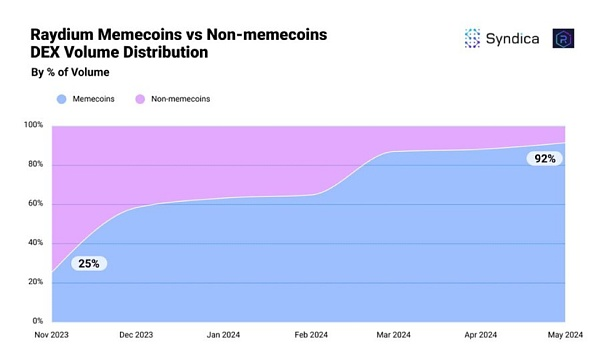 Raydium Memecoins vs Non-memecoins
DEX Volume Distribution
Syndica
By % of Volume
Memecoins
Non-memecoins
100%
80%
60%
40%
20%
0%
25%
92%
Nov 2023
Dec 2023
Jan 2024
Feb 2024
Mar 2024
Apr 2024
May 2024